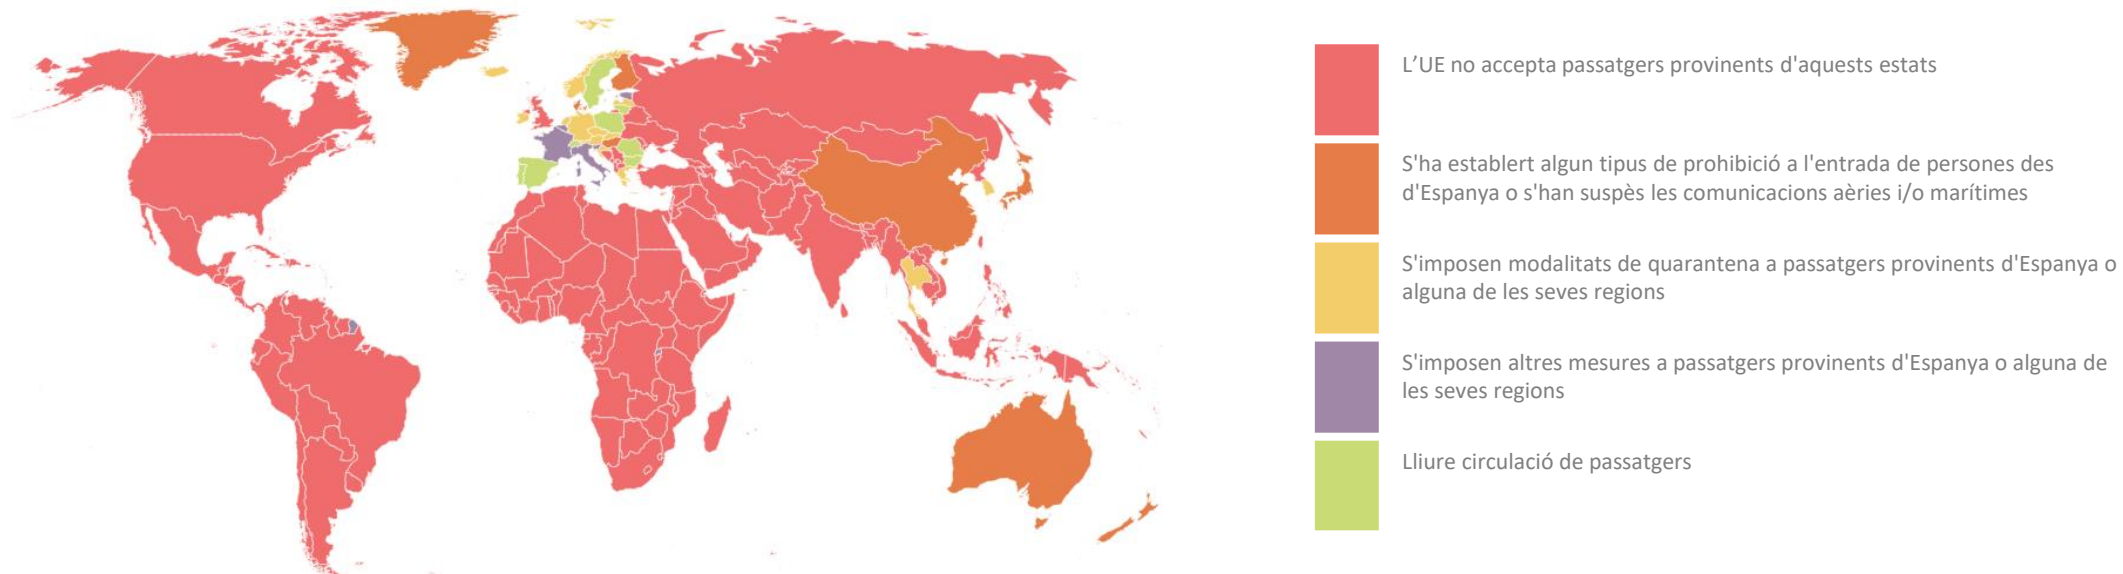 L’UE no accepta passatgers provinents d'aquests estats
S'ha establert algun tipus de prohibició a l'entrada de persones des
d'Espanya o s'han suspès les comunicacions aèries i/o marítimes
S'imposen modalitats de quarantena a passatgers provinents d'Espanya o
alguna de les seves regions
S'imposen altres mesures a passatgers provinents d'Espanya o alguna de
les seves regions
Lliure circulació de passatgers